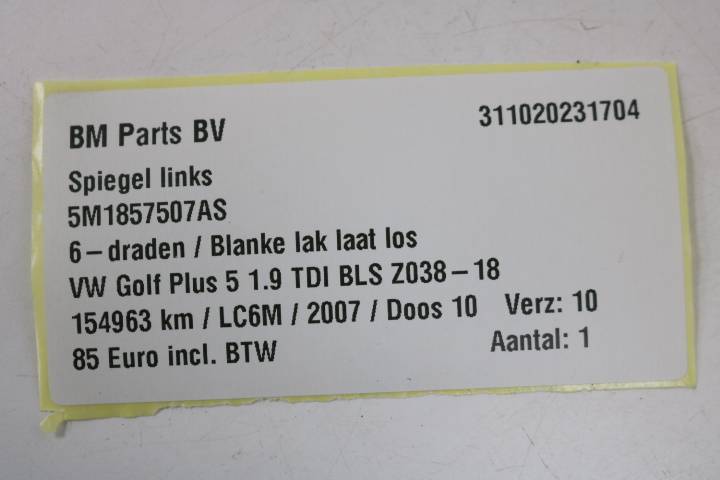 BM Parts BV 311020231704
Spiegel links
5M1857507AS
6-draden / Blanke lak laat los
VW Golf Plus 5 1.9 TDI BLS Z038-18
154963 km / LC6M / 2007 / Doos 10 Verz: 10
85 Euro incl. BTW Aantal: 1